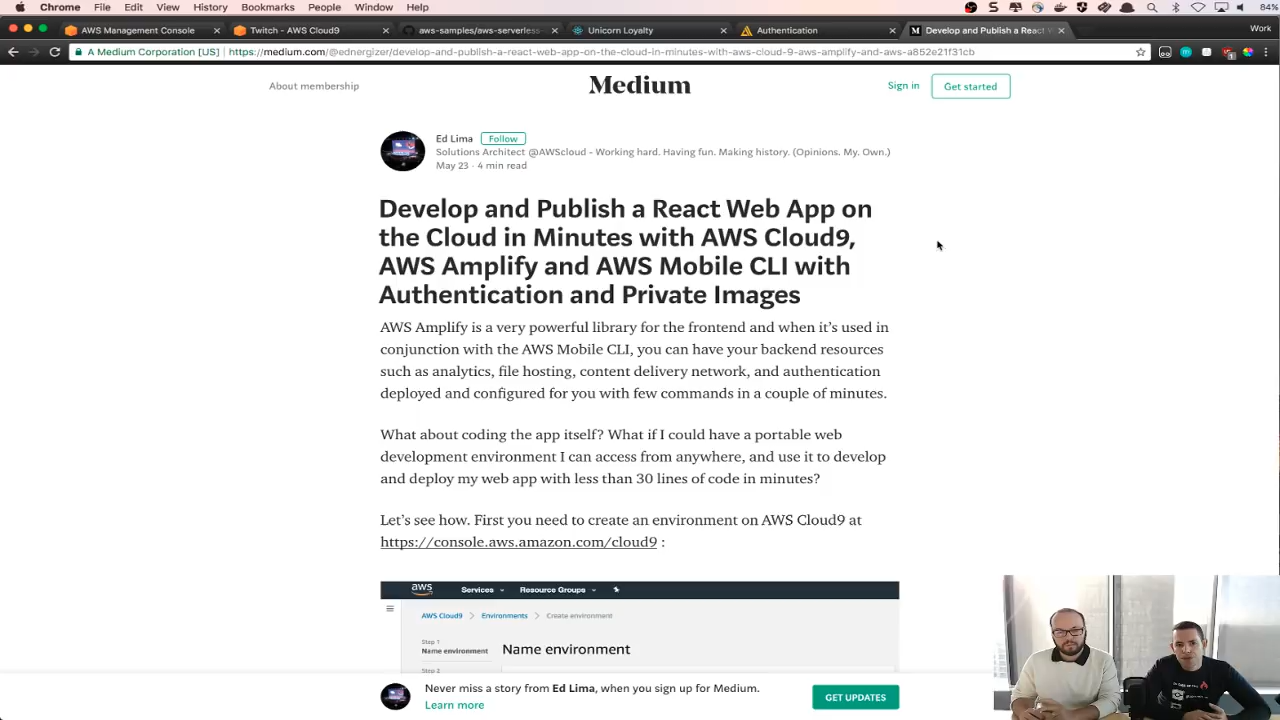 Chrome File Edit View History Bookmarks People Window Help 84%
AWS Management Console Twitch - AWS Cloud9 aws-samples/aws-serverless- Unicorn Loyalty Authentication Develop and Publish a React V Work
A Medium Corporation [US] https://medium.com/@ednergizer/develop-and-publish-a-react-web-app-on-the-cloud-in-minutes-with-aws-cloud-9-aws-amplify-and-aws-a852e21f31cb
About membership Medium Sign in Get started
Ed Lima Follow
Solutions Architect @AWScloud - Working hard. Having fun. Making history. (Opinions. My. Own.)
May 23 · 4 min read
Develop and Publish a React Web App on
the Cloud in Minutes with AWS Cloud9,
AWS Amplify and AWS Mobile CLI with
Authentication and Private Images
AWS Amplify is a very powerful library for the frontend and when it’s used in
conjunction with the AWS Mobile CLI, you can have your backend resources
such as analytics, file hosting, content delivery network, and authentication
deployed and configured for you with few commands in a couple of minutes.
What about coding the app itself? What if I could have a portable web
development environment I can access from anywhere, and use it to develop
and deploy my web app with less than 30 lines of code in minutes?
Let’s see how. First you need to create an environment on AWS Cloud9 at
https://console.aws.amazon.com/cloud9 :
aws Services Resource Groups
AWS Cloud9 Environments Create environment
Step 1
Name environment
Name environment
Step 2
Never miss a story from Ed Lima, when you sign up for Medium.
Learn more
GET UPDATES